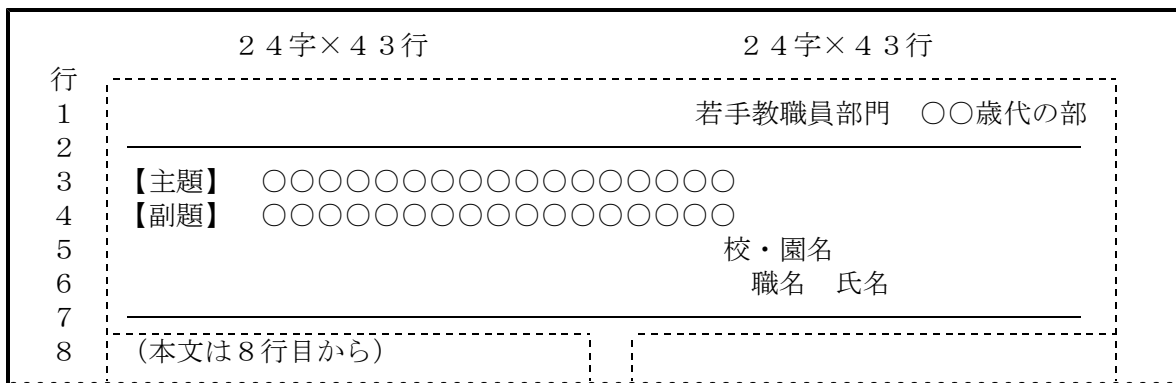 ２４字×４３行　２４字×４３行
行
1　若手教職員部門　○○歳代の部
2
3　【主題】　○○○○○○○○○○○○○○○○○
4　【副題】　○○○○○○○○○○○○○○○○○
5　校・園名
6　職名　氏名
7
8　（本文は８行目から）